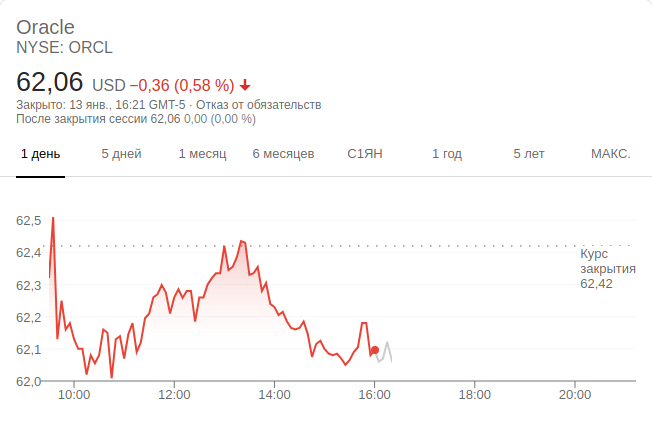 Oracle
NYSE: ORCL
62,06 USD −0,36 (0,58 %)
Закрыто: 13 янв., 16:21 GMT-5 · Отказ от обязательств
После закрытия сессии 62,06 0,00 (0,00 %)
1 день 5 дней 1 месяц 6 месяцев С1ЯН 1 год 5 лет МАКС.
62,5
62,4
Курс
закрытия
62,42
62,3
62,2
62,1
62,0
10:00 12:00 14:00 16:00 18:00 20:00